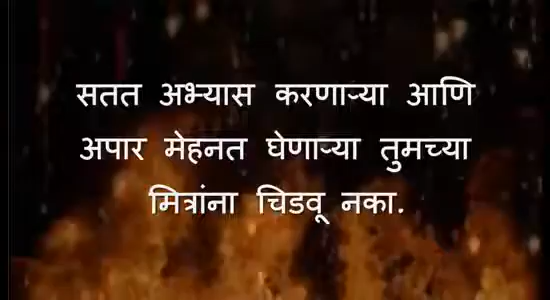 सतत अभ्यास करणाऱ्या आणि
अपार मेहनत घेणाऱ्या तुमच्या
मित्रांना चिडवू नका.